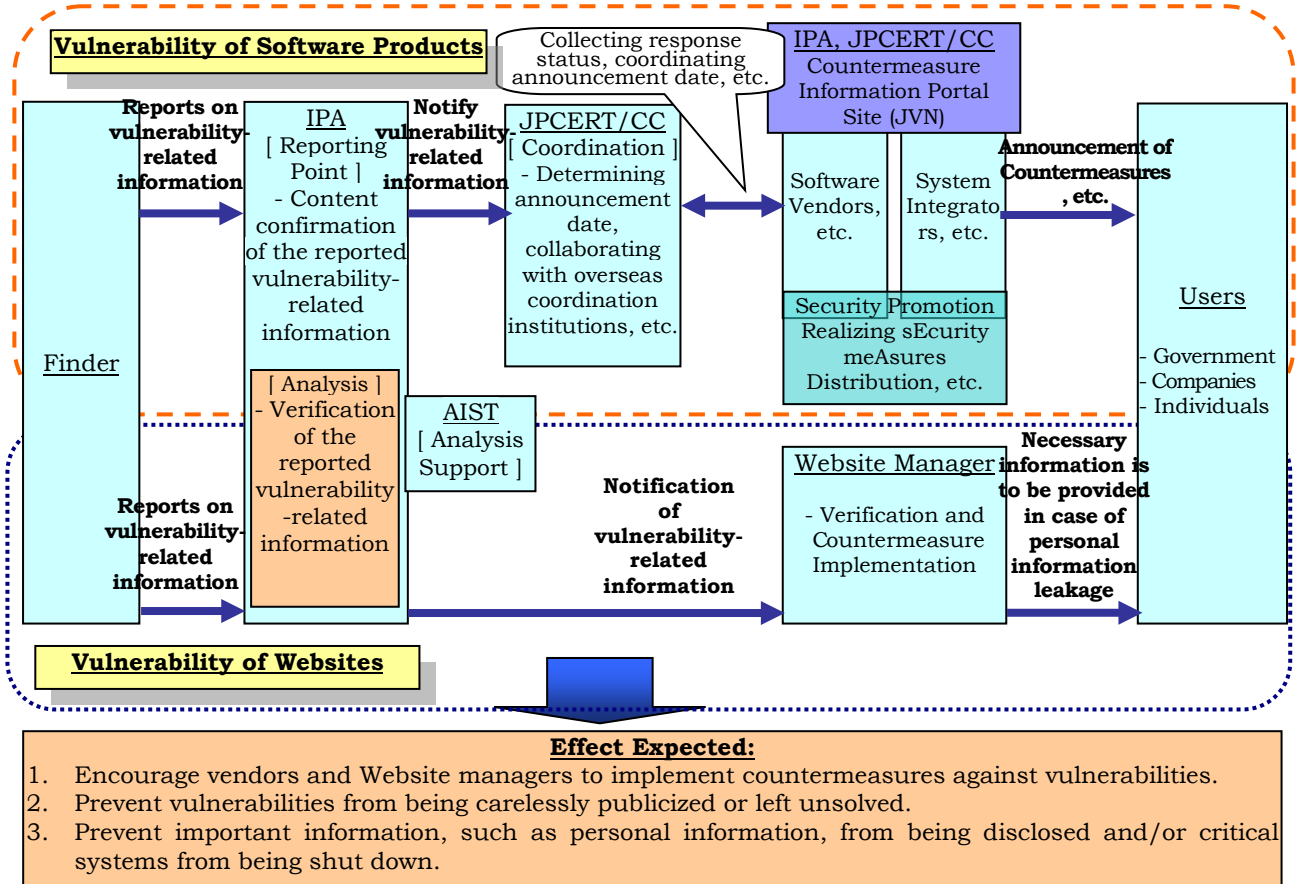 Vulnerability of Software Products
Collecting response
status, coordinating
announcement date, etc.
IPA, JPCERT/CC
Countermeasure
Information Portal
Site (JVN)
Finder
Reports on
vulnerability-
related
information
IPA
[ Reporting
Point ]
- Content
confirmation
of the reported
vulnerability-
related
information
Notify
vulnerability-
related
information
JPCERT/CC
[ Coordination ]
- Determining
announcement
date,
collaborating
with overseas
coordination
institutions, etc.
Software
Vendors,
etc.
System
Integrato
rs, etc.
Security Promotion
Realizing sEcurity
meAsures
Distribution, etc.
Announcement of
Countermeasures
, etc.
Users
- Government
- Companies
- Individuals
[ Analysis ]
- Verification
of the
reported
vulnerability
-related
information
AIST
[ Analysis
Support ]
Reports on
vulnerability-
related
information
Notification
of
vulnerability-
related
information
Website Manager
- Verification and
Countermeasure
Implementation
Necessary
information is
to be provided
in case of
personal
information
leakage
Vulnerability of Websites
Effect Expected:
1. Encourage vendors and Website managers to implement countermeasures against vulnerabilities.
2. Prevent vulnerabilities from being carelessly publicized or left unsolved.
3. Prevent important information, such as personal information, from being disclosed and/or critical
systems from being shut down.